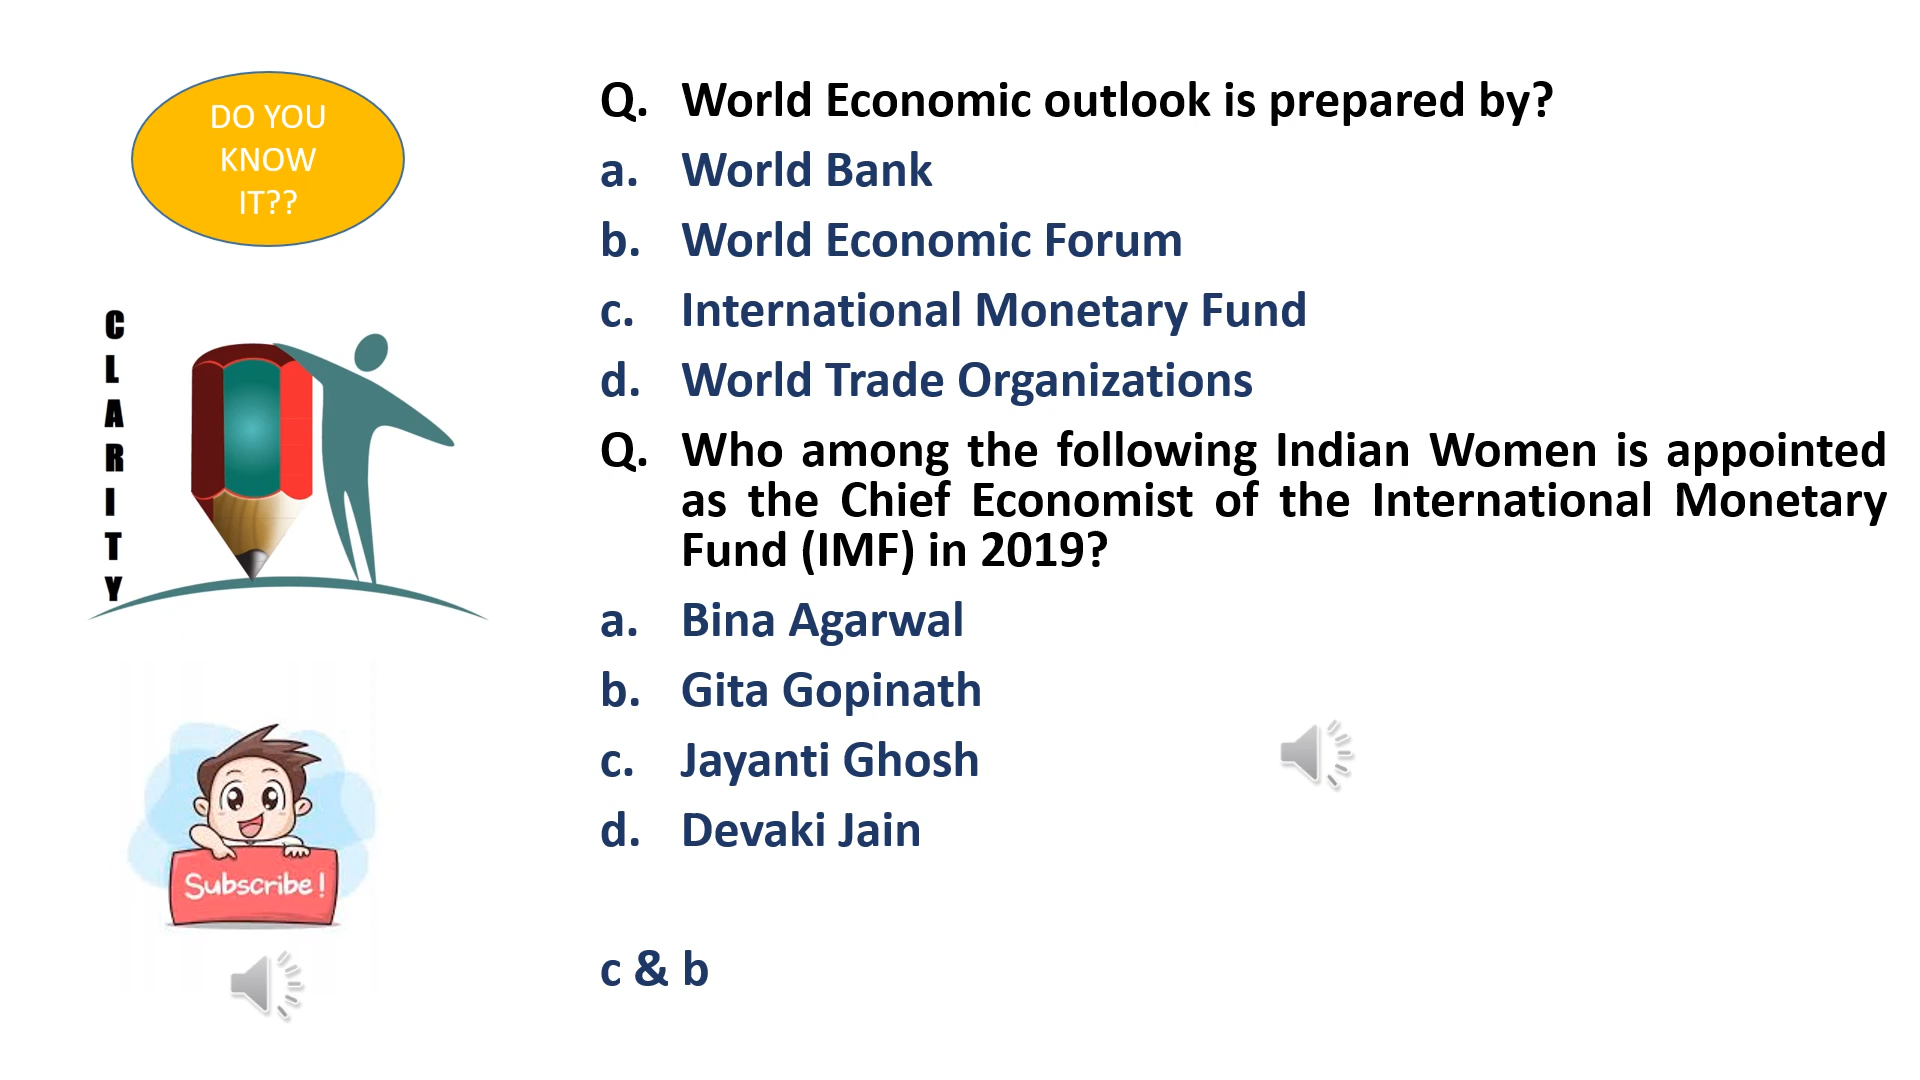 DO YOU
KNOW
IT??
C
L
A
R
I
T
Y
Subscribe!
Q. World Economic outlook is prepared by?
a. World Bank
b. World Economic Forum
c. International Monetary Fund
d. World Trade Organizations
Q. Who among the following Indian Women is appointed
as the Chief Economist of the International Monetary
Fund (IMF) in 2019?
a. Bina Agarwal
b. Gita Gopinath
c. Jayanti Ghosh
d. Devaki Jain
c & b